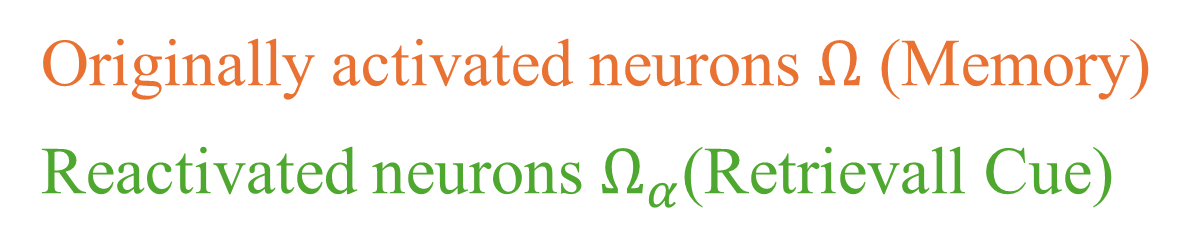 Originally activated neurons Ω (Memory)
Reactivated neurons Ω_α(Retrievall Cue)